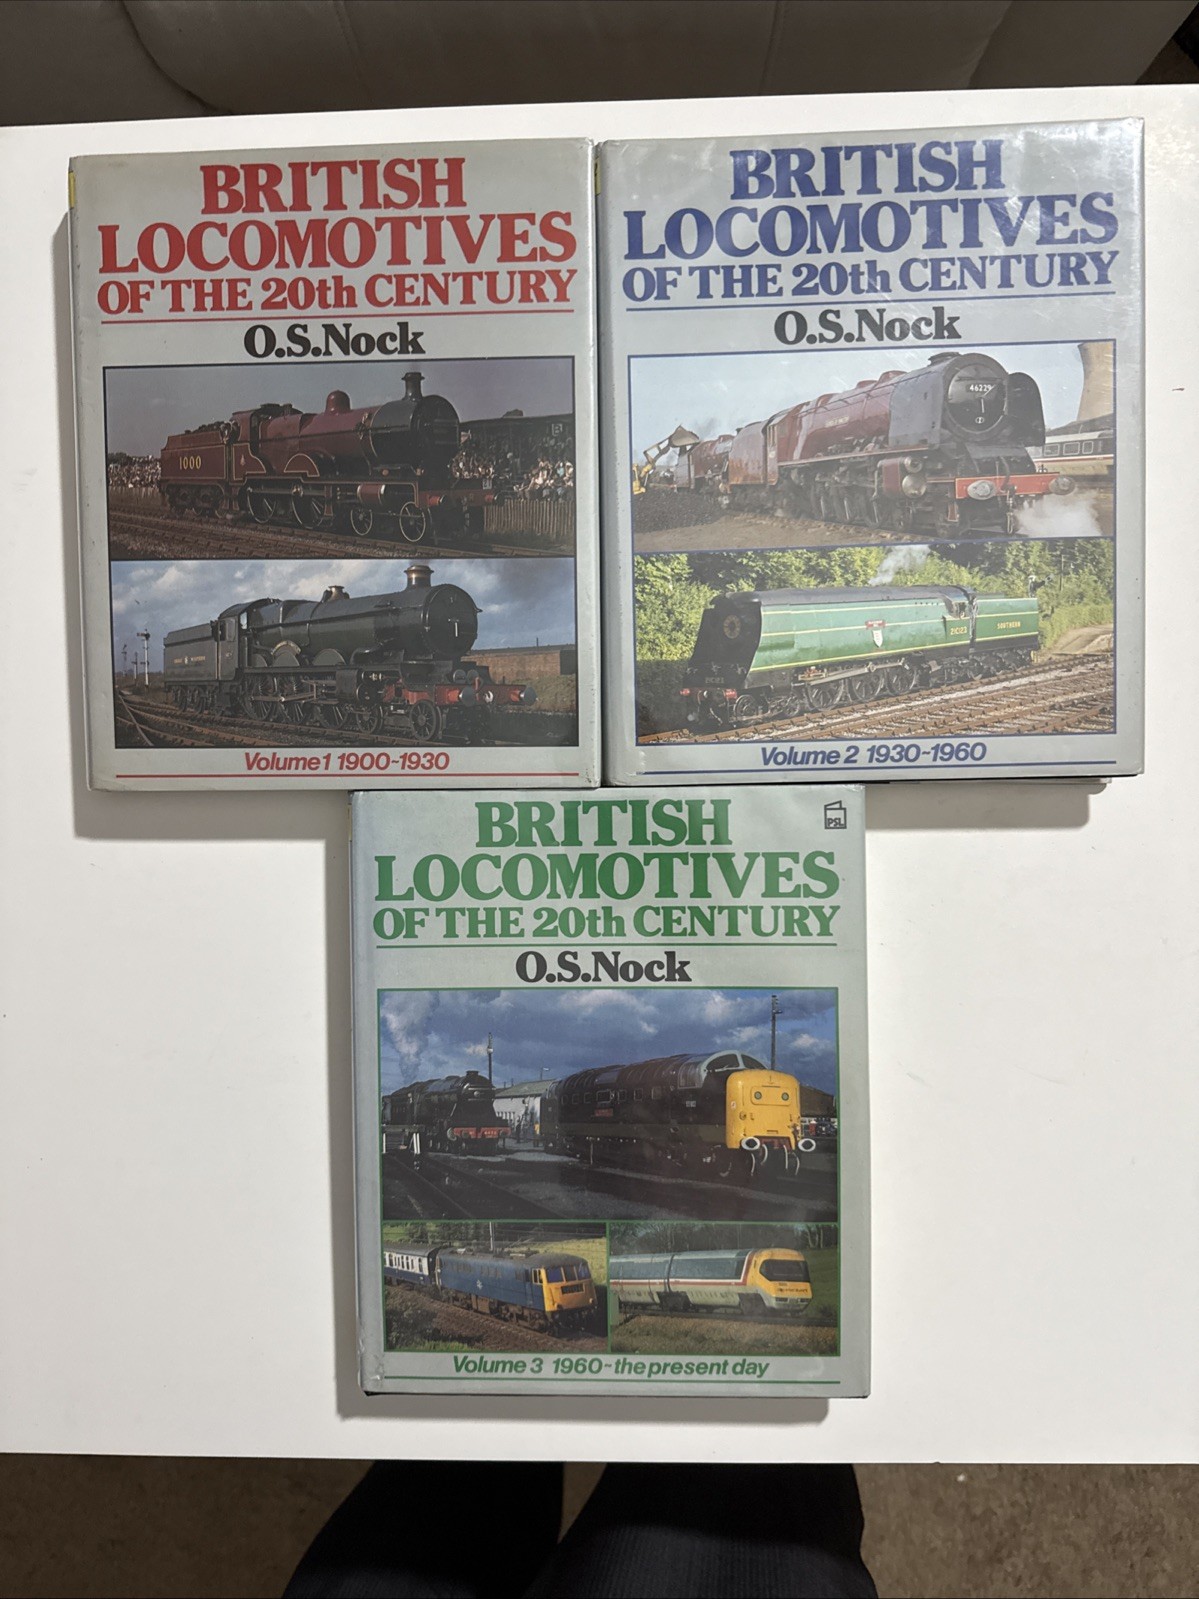 BRITISH
LOCOMOTIVES
OF THE 20th CENTURY
O.S.Nock
1000
Volume 1 1900~1930
BRITISH
LOCOMOTIVES
OF THE 20th CENTURY
O.S.Nock
46229
SOUTHERN
Volume 2 1930~1960
PSL
BRITISH
LOCOMOTIVES
OF THE 20th CENTURY
O.S.Nock
Volume 3 1960~the present day